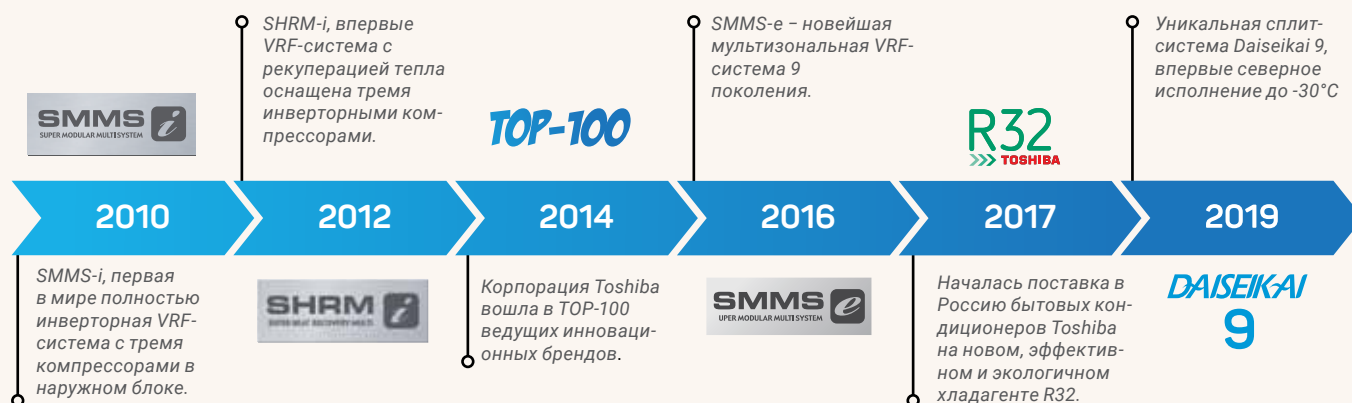 SHRM-i, впервые
VRF-система с
рекуперацией тепла
оснащена тремя
инверторными ком-
прессорами.
SMMS-e – новейшая
мультизональная VRF-
система 9
поколения.
Уникальная сплит-
система Daiseikai 9,
впервые северное
исполнение до -30°C
SMMS i
SUPER MODULAR MULTI SYSTEM
TOP-100
R32
TOSHIBA
2010
2012
2014
2016
2017
2019
SMMS-i, первая
в мире полностью
инверторная VRF-
система с тремя
компрессорами в
наружном блоке.
SHRM i
SUPER HEAT RECOVERY MULTI
Корпорация Toshiba
вошла в TOP-100
ведущих инноваци-
онных брендов.
SMMS e
UPER MODULAR MULTI SYSTEM
Началась поставка в
Россию бытовых кон-
диционеров Toshiba
на новом, эффектив-
ном и экологичном
хладагенте R32.
DAISEIKAI
9